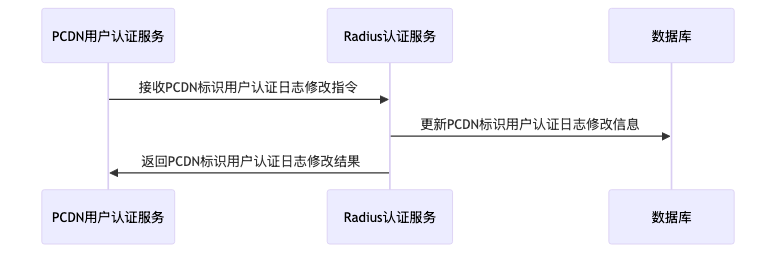 PCDN用户认证服务
Radius认证服务
数据库
接收PCDN标识用户认证日志修改指令
更新PCDN标识用户认证日志修改信息
返回PCDN标识用户认证日志修改结果
PCDN用户认证服务
Radius认证服务
数据库